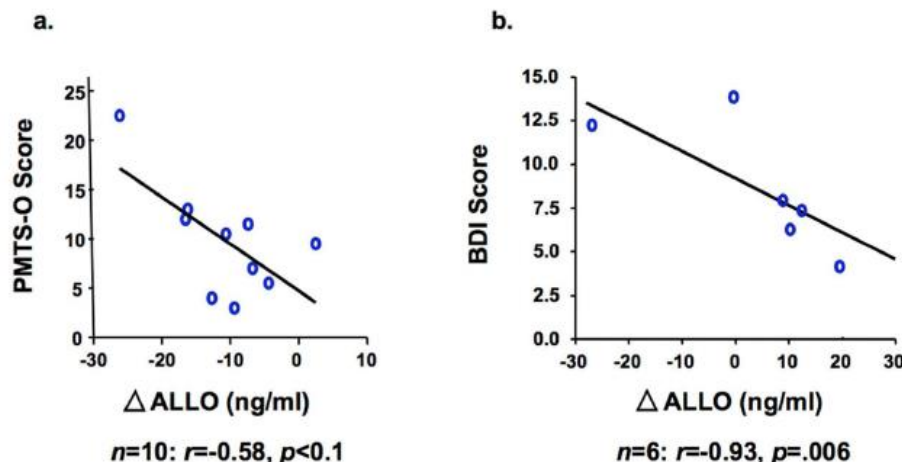 a.
PMTS-O Score
25
20
15
10
5
0
-30 -20 -10 0 10
△ ALLO (ng/ml)
n=10: r=-0.58, p<0.1
b.
BDI Score
15.0
12.5
10.0
7.5
5.0
2.5
0.0
-30 -20 -10 0 10 20 30
△ ALLO (ng/ml)
n=6: r=-0.93, p=.006